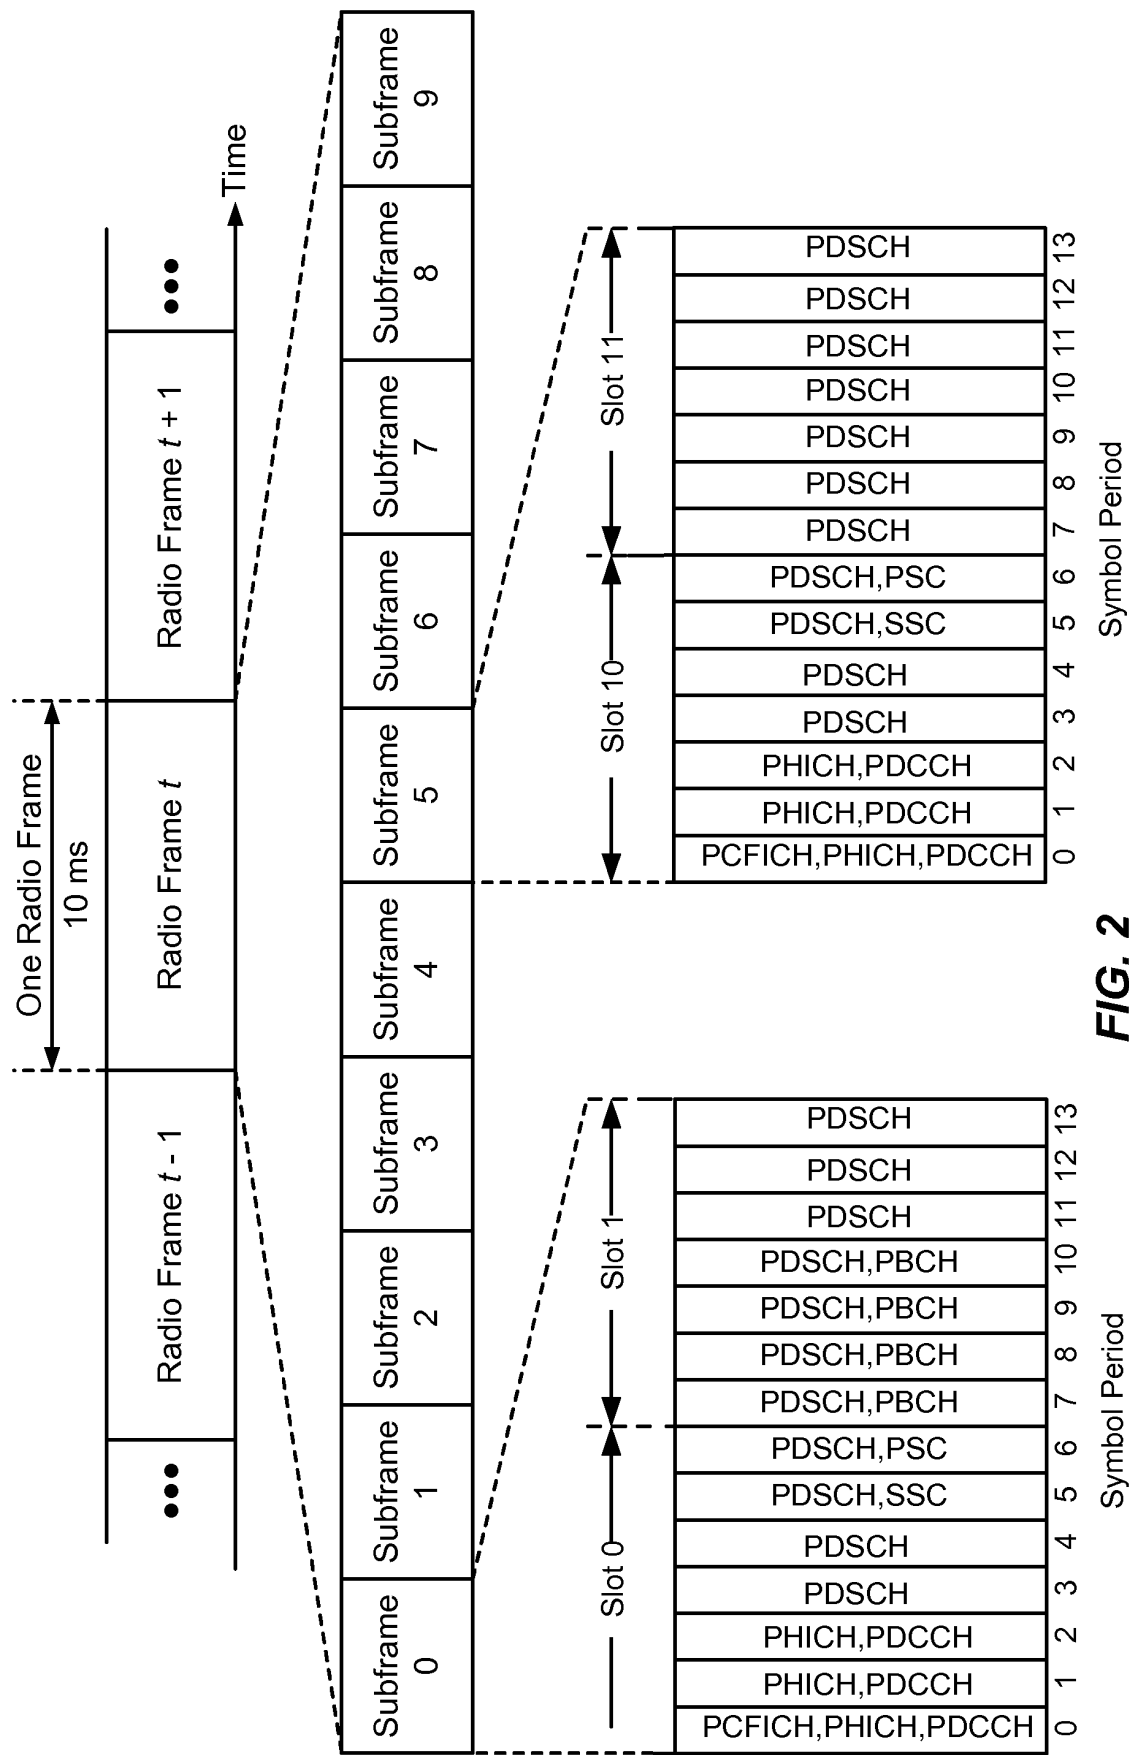 One Radio Frame
10 ms
Radio Frame t - 1
Radio Frame t
Radio Frame t + 1
Time
Subframe
0
Subframe
1
Subframe
2
Subframe
3
Subframe
4
Subframe
5
Subframe
6
Subframe
7
Subframe
8
Subframe
9
Slot 0
Slot 1
PCFICH,PHICH,PDCCH
PHICH,PDCCH
PHICH,PDCCH
PDSCH
PDSCH
PDSCH,SSC
PDSCH,PSC
PDSCH,PBCH
PDSCH,PBCH
PDSCH,PBCH
PDSCH,PBCH
PDSCH
PDSCH
PDSCH
0 1 2 3 4 5 6 7 8 9 10 11 12 13
Symbol Period
Slot 10
Slot 11
PCFICH,PHICH,PDCCH
PHICH,PDCCH
PHICH,PDCCH
PDSCH
PDSCH
PDSCH,SSC
PDSCH,PSC
PDSCH
PDSCH
PDSCH
PDSCH
PDSCH
PDSCH
PDSCH
0 1 2 3 4 5 6 7 8 9 10 11 12 13
Symbol Period
FIG. 2